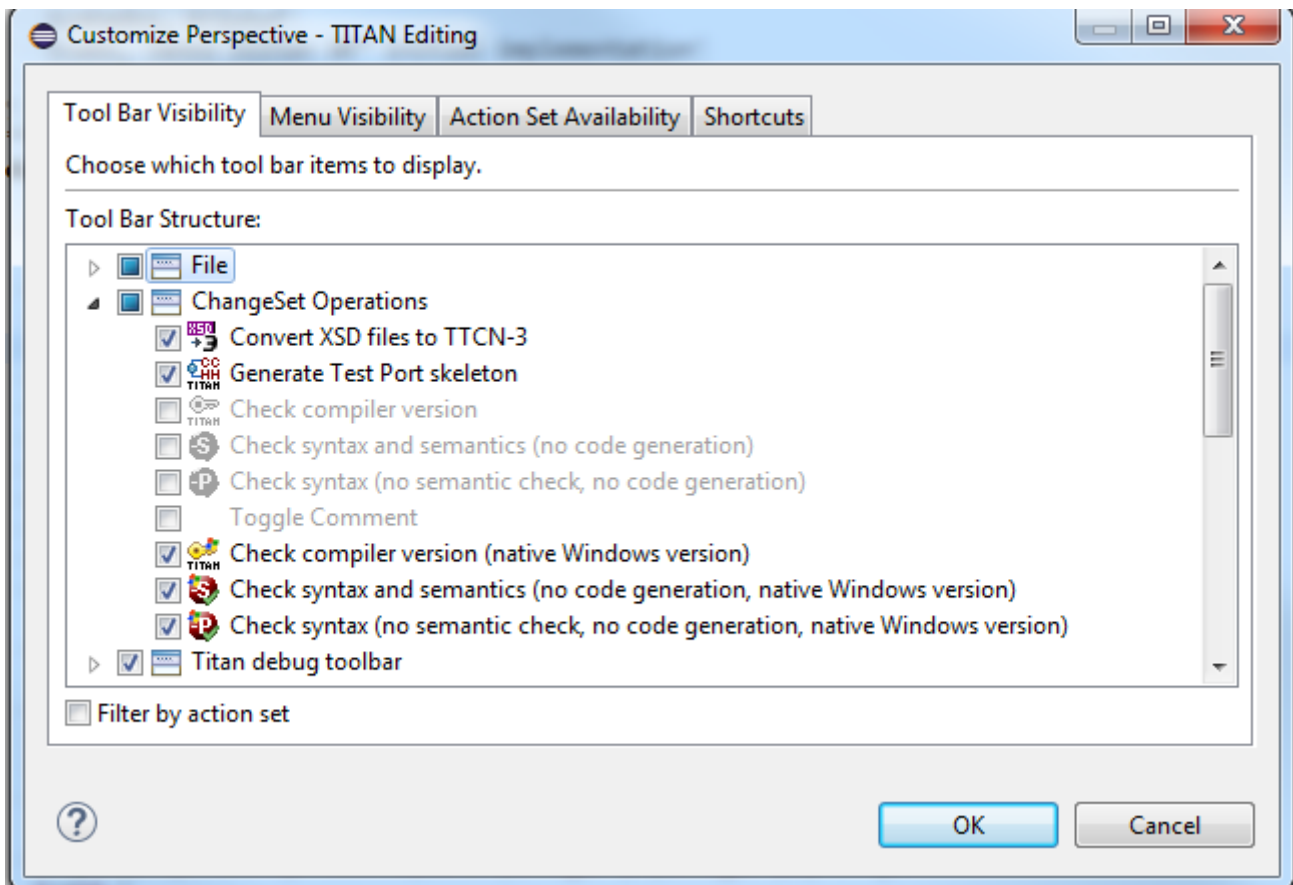 Customize Perspective - TITAN Editing
Tool Bar Visibility
Menu Visibility
Action Set Availability
Shortcuts
Choose which tool bar items to display.
Tool Bar Structure:
File
ChangeSet Operations
Convert XSD files to TTCN-3
Generate Test Port skeleton
Check compiler version
Check syntax and semantics (no code generation)
Check syntax (no semantic check, no code generation)
Toggle Comment
Check compiler version (native Windows version)
Check syntax and semantics (no code generation, native Windows version)
Check syntax (no semantic check, no code generation, native Windows version)
Titan debug toolbar
Filter by action set
OK
Cancel